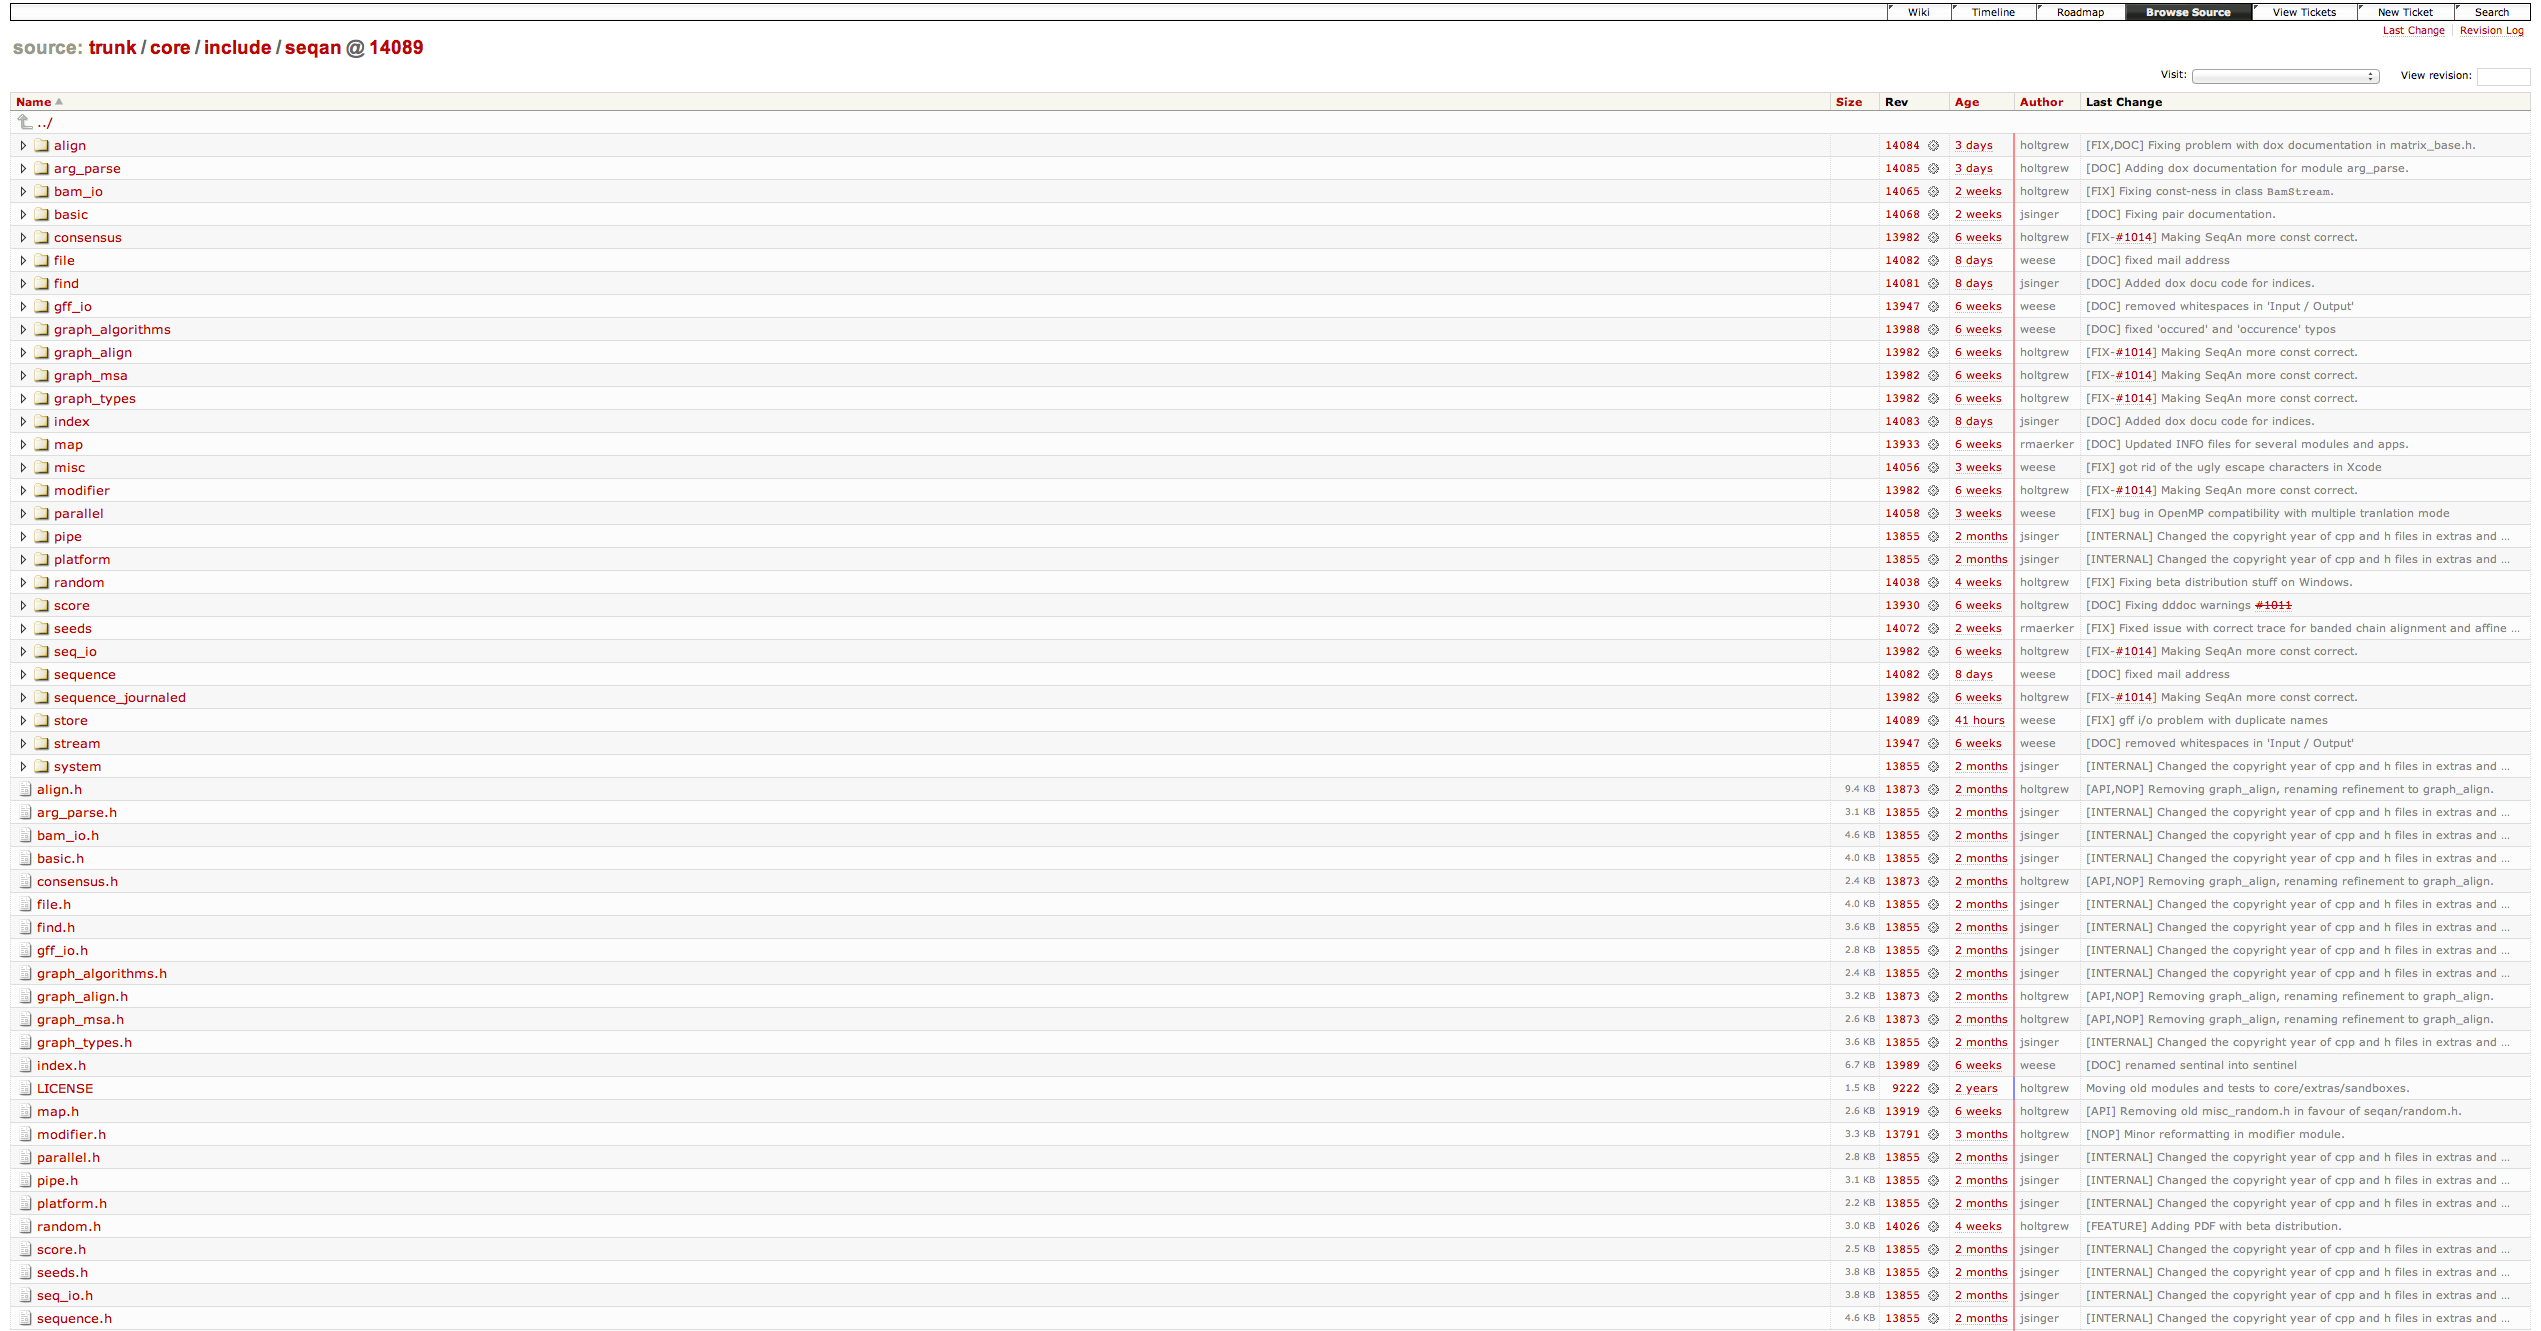 Wiki Timeline Roadmap Browse Source View Tickets New Ticket Search
Last Change Revision Log
source: trunk / core / include / seqan @ 14089
Visit: View revision:
Name Size Rev Age Author Last Change
../
align 14084 3 days holtgrew [FIX,DOC] Fixing problem with dox documentation in matrix_base.h.
arg_parse 14085 3 days holtgrew [DOC] Adding dox documentation for module arg_parse.
bam_io 14065 2 weeks holtgrew [FIX] Fixing const-ness in class BamStream.
basic 14068 2 weeks jsinger [DOC] Fixing pair documentation.
consensus 13982 6 weeks holtgrew [FIX-#1014] Making SeqAn more const correct.
file 14082 8 days weese [DOC] fixed mail address
find 14081 8 days jsinger [DOC] Added dox docu code for indices.
gff_io 13947 6 weeks weese [DOC] removed whitespaces in 'Input / Output'
graph_algorithms 13988 6 weeks weese [DOC] fixed 'occured' and 'occurence' typos
graph_align 13982 6 weeks holtgrew [FIX-#1014] Making SeqAn more const correct.
graph_msa 13982 6 weeks holtgrew [FIX-#1014] Making SeqAn more const correct.
graph_types 13982 6 weeks holtgrew [FIX-#1014] Making SeqAn more const correct.
index 14083 8 days jsinger [DOC] Added dox docu code for indices.
map 13933 6 weeks rmaerker [DOC] Updated INFO files for several modules and apps.
misc 14056 3 weeks weese [FIX] got rid of the ugly escape characters in Xcode
modifier 13982 6 weeks holtgrew [FIX-#1014] Making SeqAn more const correct.
parallel 14058 3 weeks weese [FIX] bug in OpenMP compatibility with multiple tranlation mode
pipe 13855 2 months jsinger [INTERNAL] Changed the copyright year of cpp and h files in extras and ...
platform 13855 2 months jsinger [INTERNAL] Changed the copyright year of cpp and h files in extras and ...
random 14038 4 weeks holtgrew [FIX] Fixing beta distribution stuff on Windows.
score 13930 6 weeks holtgrew [DOC] Fixing dddoc warnings #1011
seeds 14072 2 weeks rmaerker [FIX] Fixed issue with correct trace for banded chain alignment and affine ...
seq_io 13982 6 weeks holtgrew [FIX-#1014] Making SeqAn more const correct.
sequence 14082 8 days weese [DOC] fixed mail address
sequence_journaled 13982 6 weeks holtgrew [FIX-#1014] Making SeqAn more const correct.
store 14089 41 hours weese [FIX] gff i/o problem with duplicate names
stream 13947 6 weeks weese [DOC] removed whitespaces in 'Input / Output'
system 13855 2 months jsinger [INTERNAL] Changed the copyright year of cpp and h files in extras and ...
align.h 9.4 KB 13873 2 months holtgrew [API,NOP] Removing graph_align, renaming refinement to graph_align.
arg_parse.h 3.1 KB 13855 2 months jsinger [INTERNAL] Changed the copyright year of cpp and h files in extras and ...
bam_io.h 4.6 KB 13855 2 months jsinger [INTERNAL] Changed the copyright year of cpp and h files in extras and ...
basic.h 4.0 KB 13855 2 months jsinger [INTERNAL] Changed the copyright year of cpp and h files in extras and ...
consensus.h 2.4 KB 13873 2 months holtgrew [API,NOP] Removing graph_align, renaming refinement to graph_align.
file.h 4.0 KB 13855 2 months jsinger [INTERNAL] Changed the copyright year of cpp and h files in extras and ...
find.h 3.6 KB 13855 2 months jsinger [INTERNAL] Changed the copyright year of cpp and h files in extras and ...
gff_io.h 2.8 KB 13855 2 months jsinger [INTERNAL] Changed the copyright year of cpp and h files in extras and ...
graph_algorithms.h 2.4 KB 13855 2 months jsinger [INTERNAL] Changed the copyright year of cpp and h files in extras and ...
graph_align.h 3.2 KB 13873 2 months holtgrew [API,NOP] Removing graph_align, renaming refinement to graph_align.
graph_msa.h 2.6 KB 13873 2 months holtgrew [API,NOP] Removing graph_align, renaming refinement to graph_align.
graph_types.h 3.6 KB 13855 2 months jsinger [INTERNAL] Changed the copyright year of cpp and h files in extras and ...
index.h 6.7 KB 13989 6 weeks weese [DOC] renamed sentinal into sentinel
LICENSE 1.5 KB 9222 2 years holtgrew Moving old modules and tests to core/extras/sandboxes.
map.h 2.6 KB 13919 6 weeks holtgrew [API] Removing old misc_random.h in favour of seqan/random.h.
modifier.h 3.3 KB 13791 3 months holtgrew [NOP] Minor reformatting in modifier module.
parallel.h 2.8 KB 13855 2 months jsinger [INTERNAL] Changed the copyright year of cpp and h files in extras and ...
pipe.h 3.1 KB 13855 2 months jsinger [INTERNAL] Changed the copyright year of cpp and h files in extras and ...
platform.h 2.2 KB 13855 2 months jsinger [INTERNAL] Changed the copyright year of cpp and h files in extras and ...
random.h 3.0 KB 14026 4 weeks holtgrew [FEATURE] Adding PDF with beta distribution.
score.h 2.5 KB 13855 2 months jsinger [INTERNAL] Changed the copyright year of cpp and h files in extras and ...
seeds.h 3.8 KB 13855 2 months jsinger [INTERNAL] Changed the copyright year of cpp and h files in extras and ...
seq_io.h 3.8 KB 13855 2 months jsinger [INTERNAL] Changed the copyright year of cpp and h files in extras and ...
sequence.h 4.6 KB 13855 2 months jsinger [INTERNAL] Changed the copyright year of cpp and h files in extras and ...